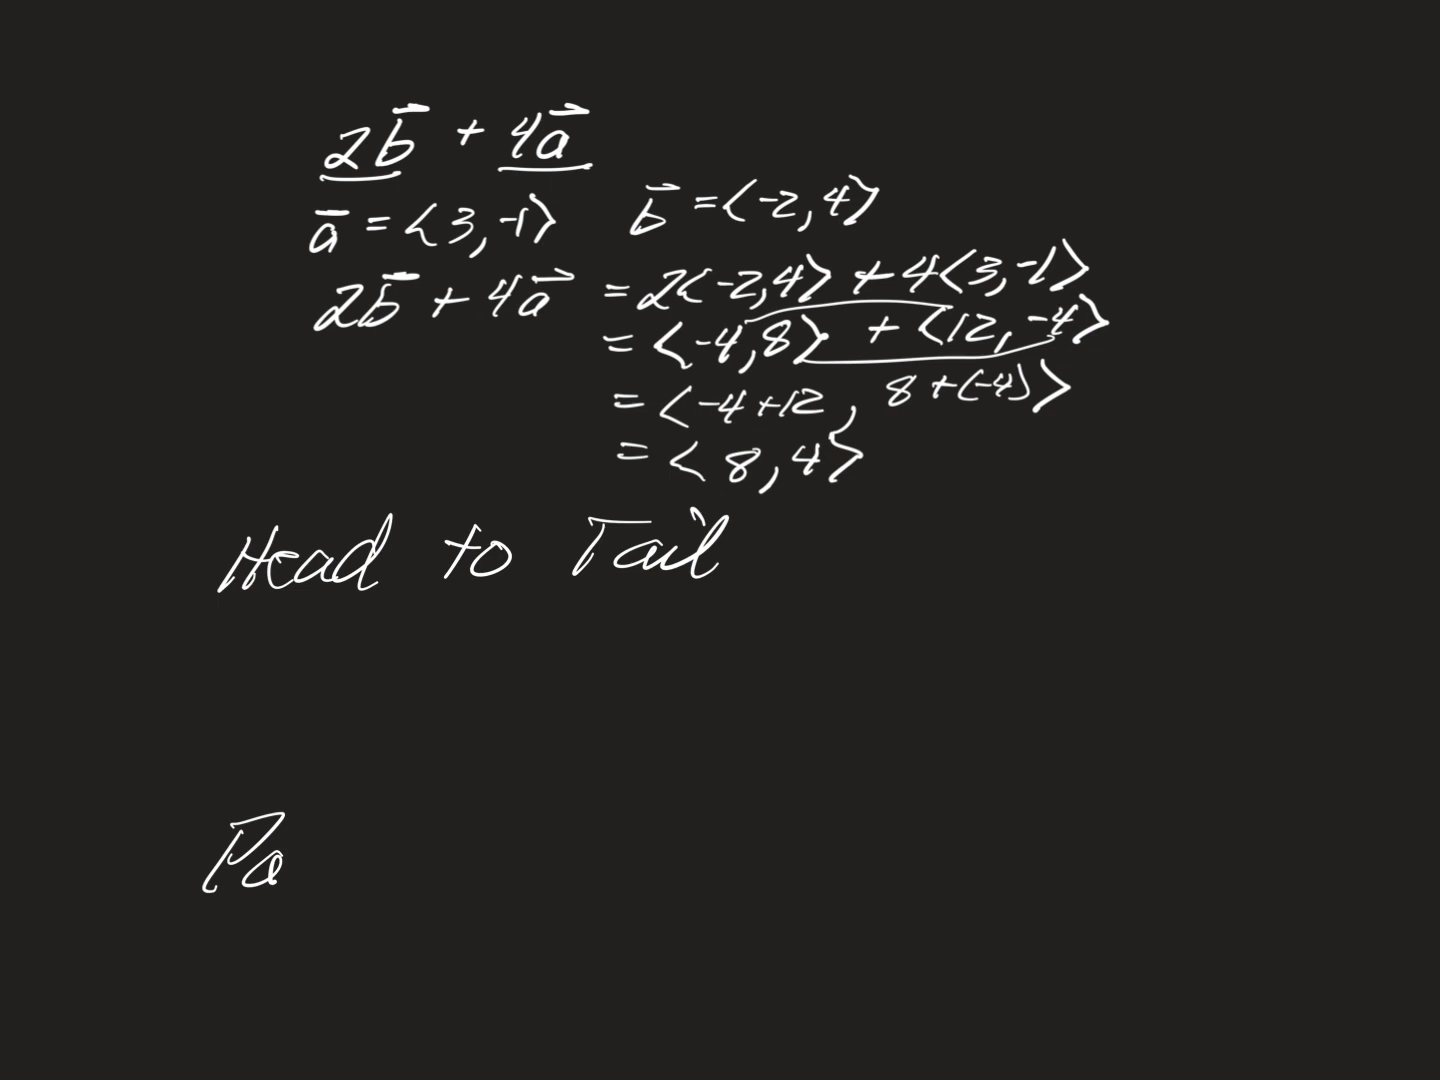 2b⃗ + 4a⃗
a⃗ = ⟨3, -1⟩ b⃗ = ⟨-2, 4⟩
2b⃗ + 4a⃗ = 2⟨-2, 4⟩ + 4⟨3, -1⟩
= ⟨-4, 8⟩ + ⟨12, -4⟩
= ⟨-4+12, 8+(-4)⟩
= ⟨8, 4⟩
Head to Tail
Pa